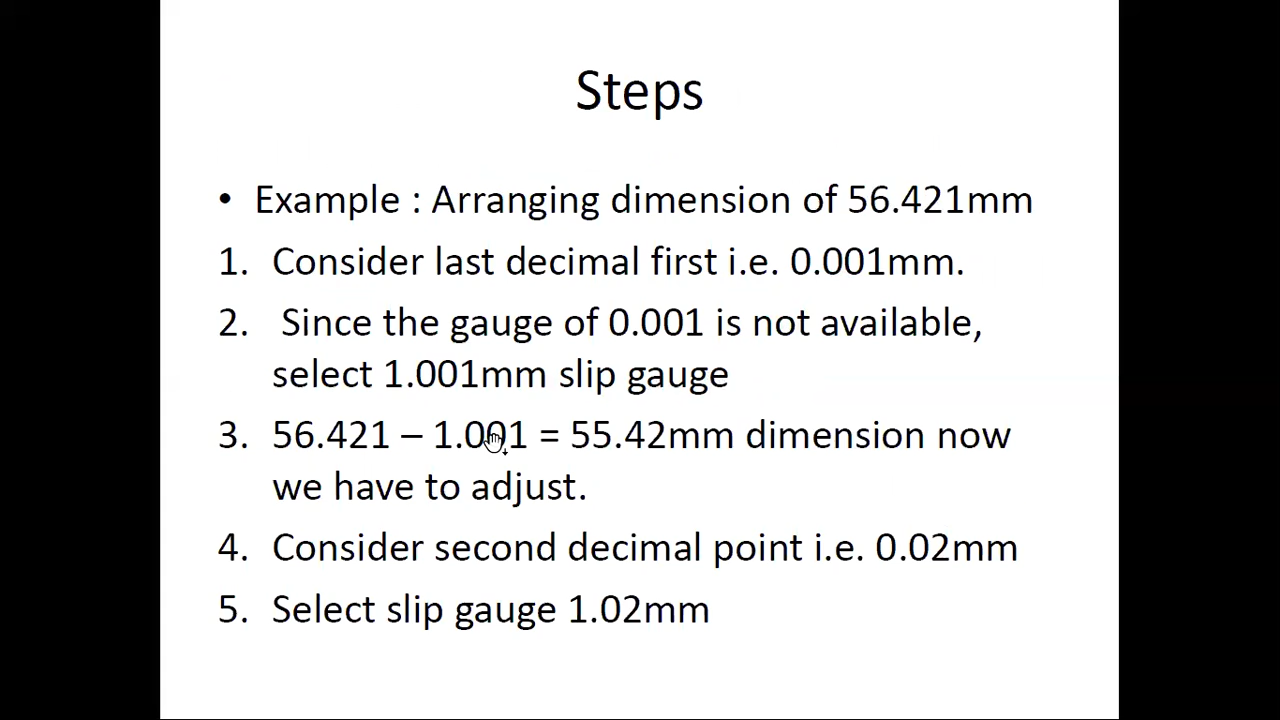 Steps
• Example : Arranging dimension of 56.421mm
1. Consider last decimal first i.e. 0.001mm.
2. Since the gauge of 0.001 is not available,
select 1.001mm slip gauge
3. 56.421 – 1.001 = 55.42mm dimension now
we have to adjust.
4. Consider second decimal point i.e. 0.02mm
5. Select slip gauge 1.02mm